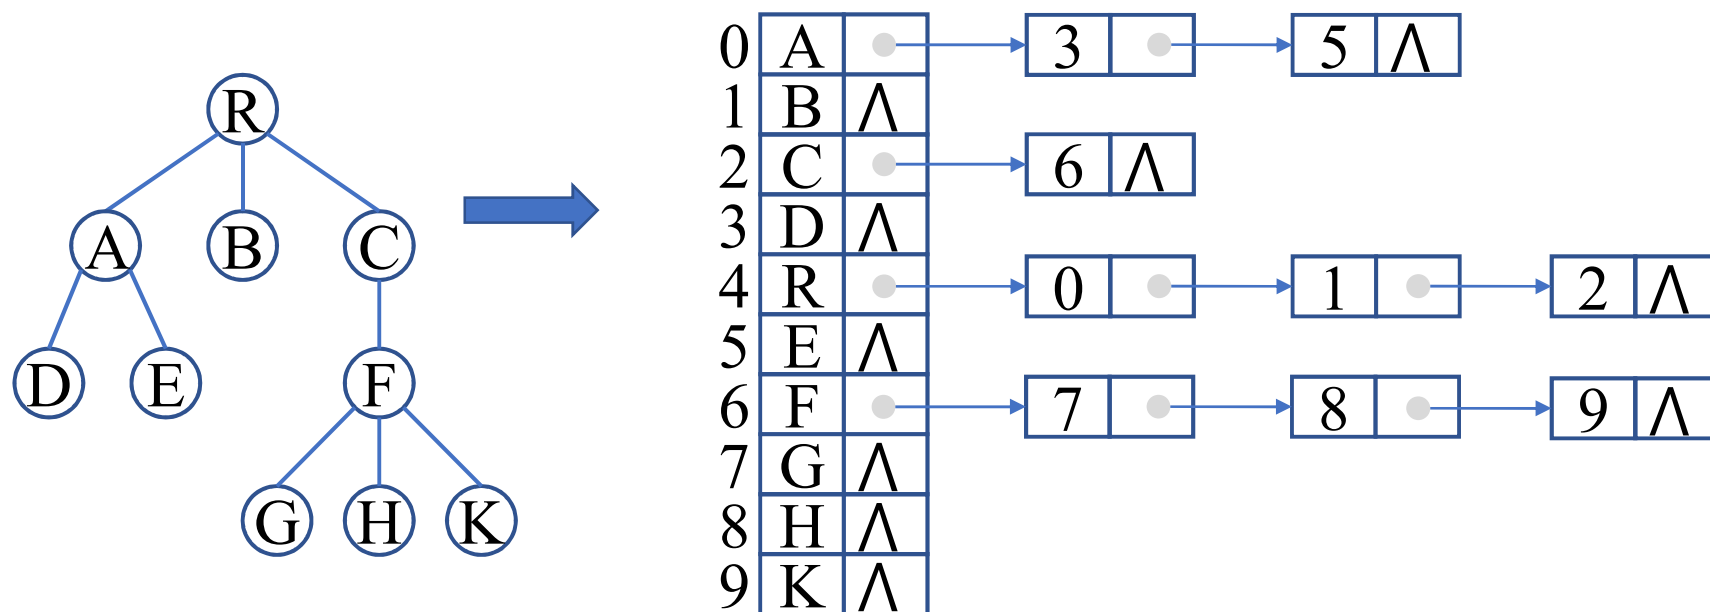 R
A B C
D E F
G H K
0 A 3 5 Λ
1 B Λ
2 C 6 Λ
3 D Λ
4 R 0 1 2 Λ
5 E Λ
6 F 7 8 9 Λ
7 G Λ
8 H Λ
9 K Λ